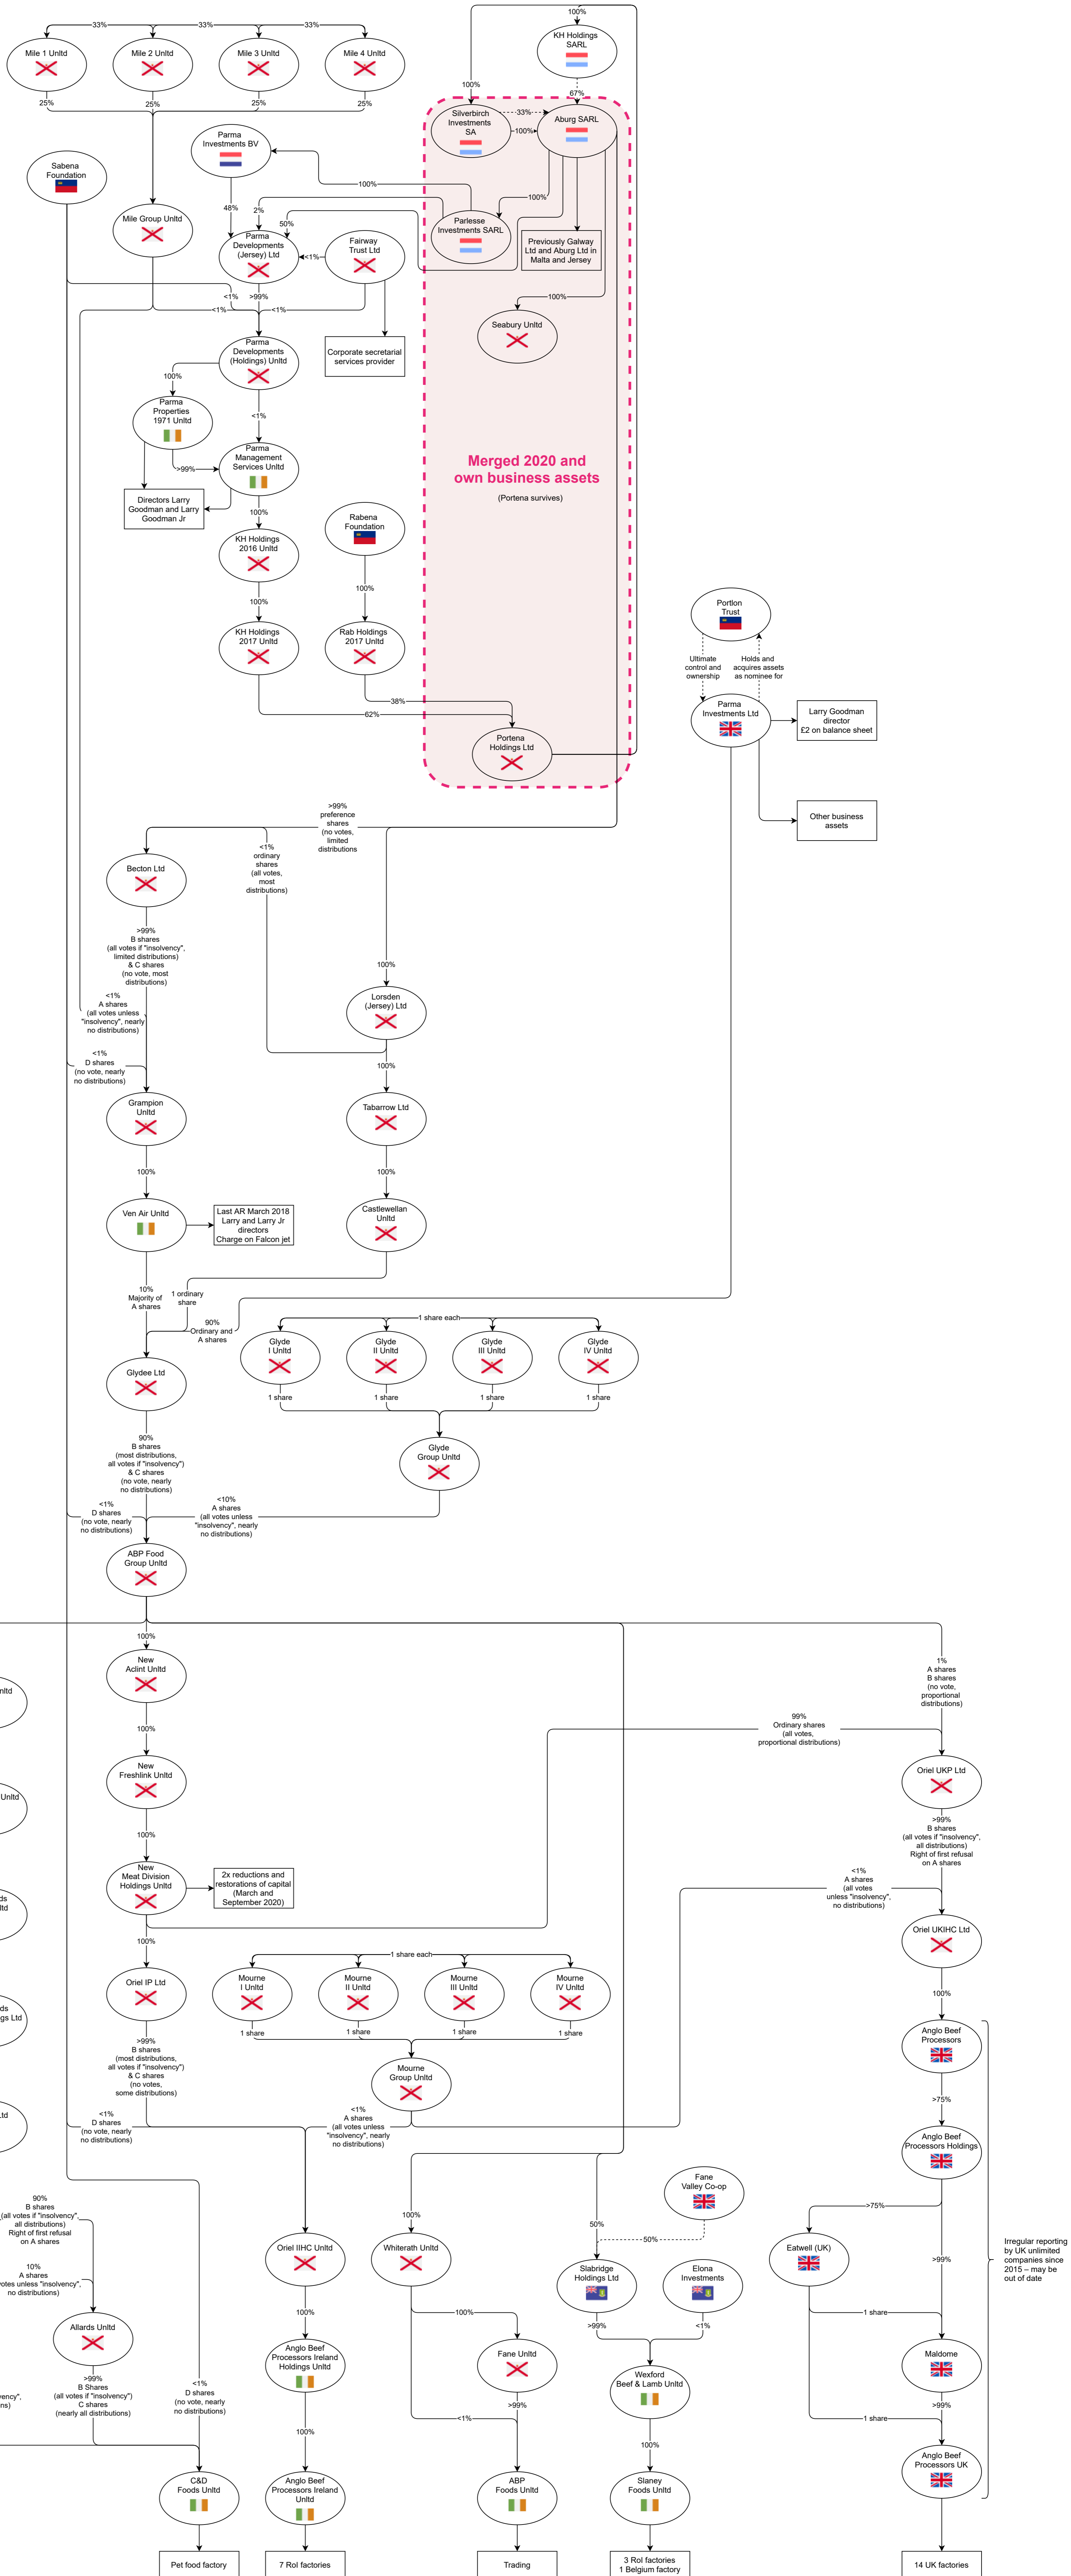 33%
33%
33%
Mile 1 Unltd
Mile 2 Unltd
Mile 3 Unltd
Mile 4 Unltd
25%
25%
25%
25%
100%
KH Holdings
SARL
100%
67%
Silverbirch
Investments
SA
33%
100%
Aburg SARL
Parma
Investments BV
Sabena
Foundation
100%
100%
Mile Group Unltd
48%
2%
50%
Parlesse
Investments SARL
Parma
Developments
(Jersey) Ltd
<1%
Fairway
Trust Ltd
Previously Galway
Ltd and Aburg Ltd in
Malta and Jersey
<1%
>99%
<1%
<1%
100%
Seabury Unltd
Parma
Developments
(Holdings) Unltd
Corporate secretarial
services provider
100%
Parma
Properties
1971 Unltd
<1%
Parma
Management
Services Unltd
>99%
Merged 2020 and
own business assets
(Portena survives)
Directors Larry
Goodman and Larry
Goodman Jr
100%
Rabena
Foundation
KH Holdings
2016 Unltd
100%
100%
KH Holdings
2017 Unltd
Rab Holdings
2017 Unltd
38%
62%
Portena
Holdings Ltd
Portlon
Trust
Ultimate
control and
ownership
Holds and
acquires assets
as nominee for
Parma
Investments Ltd
Larry Goodman
director
£2 on balance sheet
Other business
assets
>99%
preference
shares
(no votes,
limited
distributions
<1%
ordinary
shares
(all votes,
most
distributions)
Becton Ltd
>99%
B shares
(all votes if "insolvency",
limited distributions)
& C shares
(no vote, most
distributions)
100%
<1%
A shares
(all votes unless
"insolvency", nearly
no distributions)
Lorsden
(Jersey) Ltd
<1%
D shares
(no vote, nearly
no distributions)
100%
Grampion
Unltd
Tabarrow Ltd
100%
100%
Ven Air Unltd
Last AR March 2018
Larry and Larry Jr
directors
Charge on Falcon jet
Castlewellan
Unltd
10%
Majority of
A shares
1 ordinary
share
90%
Ordinary and
A shares
1 share each
Glydee Ltd
Glyde
I Unltd
Glyde
II Unltd
Glyde
III Unltd
Glyde
IV Unltd
1 share
1 share
1 share
1 share
90%
B shares
(most distributions,
all votes if "insolvency")
& C shares
(no vote, nearly
no distributions)
Glyde
Group Unltd
<1%
D shares
(no vote, nearly
no distributions)
<10%
A shares
(all votes unless
"insolvency", nearly
no distributions)
ABP Food
Group Unltd
100%
New
Aclint Unltd
nltd
1%
A shares
B shares
(no vote,
proportional
distributions)
100%
99%
Ordinary shares
(all votes,
proportional distributions)
New
Freshlink Unltd
Unltd
Oriel UKP Ltd
100%
>99%
B shares
(all votes if "insolvency",
all distributions)
Right of first refusal
on A shares
New
Meat Division
Holdings Unltd
2x reductions and
restorations of capital
(March and
September 2020)
<1%
A shares
(all votes
unless "insolvency",
no distributions)
ds
ltd
Oriel UKIHC Ltd
100%
1 share each
Oriel IP Ltd
Mourne
I Unltd
Mourne
II Unltd
Mourne
III Unltd
Mourne
IV Unltd
100%
ds
gs Ltd
1 share
1 share
1 share
1 share
Anglo Beef
Processors
>99%
B shares
(most distributions,
all votes if "insolvency")
& C shares
(no votes,
some distributions)
Mourne
Group Unltd
>75%
<1%
D shares
(no vote, nearly
no distributions)
<1%
A shares
(all votes unless
"insolvency", nearly
no distributions)
Ltd
Anglo Beef
Processors Holdings
Fane
Valley Co-op
90%
B shares
(all votes if "insolvency",
all distributions)
Right of first refusal
on A shares
>75%
100%
50%
50%
Oriel IIHC Unltd
Whiterath Unltd
Slabridge
Holdings Ltd
Elona
Investments
Eatwell (UK)
>99%
Irregular reporting
by UK unlimited
companies since
2015 – may be
out of date
10%
A shares
otes unless "insolvency",
no distributions)
100%
100%
>99%
<1%
1 share
Allards Unltd
Anglo Beef
Processors Ireland
Holdings Unltd
Fane Unltd
Wexford
Beef & Lamb Unltd
Maldome
>99%
B Shares
(all votes if "insolvency")
C shares
(nearly all distributions)
<1%
D shares
(no vote, nearly
no distributions)
vency",
ns)
100%
<1%
>99%
100%
1 share
>99%
C&D
Foods Unltd
Anglo Beef
Processors Ireland
Unltd
ABP
Foods Unltd
Slaney
Foods Unltd
Anglo Beef
Processors UK
Pet food factory
7 RoI factories
Trading
3 RoI factories
1 Belgium factory
14 UK factories